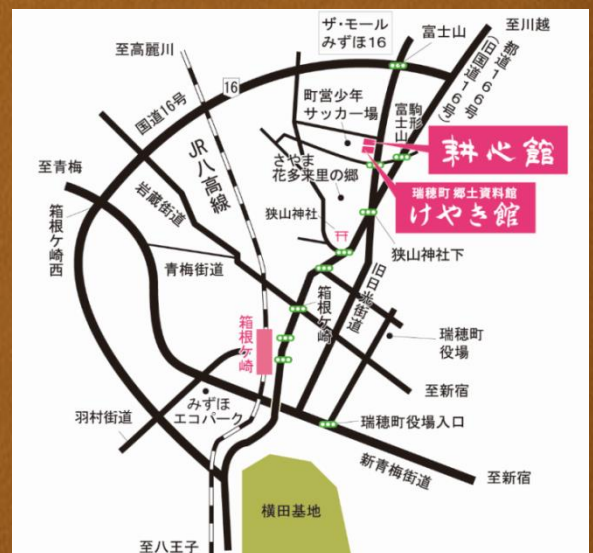 ザ・モール
みずほ16
富士山
至川越
都道166号
(旧国道16号)
至高麗川
16
国道16号
町営少年
サッカー場
駒形
富士山
耕心館
JR八高線
さやま
花多来里の郷
瑞穂町 郷土資料館
けやき館
至青梅
岩蔵街道
狭山神社
箱根ケ崎西
狭山神社下
青梅街道
旧日光街道
箱根ケ崎
箱根ケ崎
瑞穂町
役場
至新宿
みずほ
エコパーク
羽村街道
瑞穂町役場入口
新青梅街道
至新宿
横田基地
至八王子